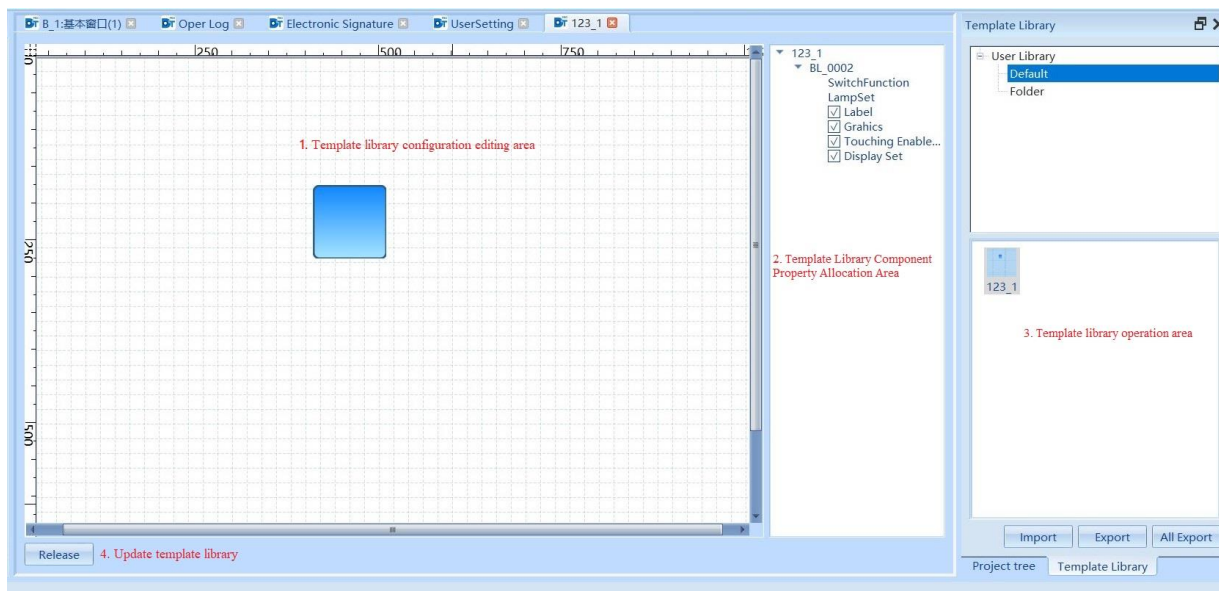 B_1:基本窗口(1)
Oper Log
Electronic Signature
UserSetting
123_1
Template Library
250
500
750
123_1
BL_0002
SwitchFunction
LampSet
Label
Grahics
Touching Enable...
Display Set
User Library
Default
Folder
1. Template library configuration editing area
250
2. Template Library Component
Property Allocation Area
123_1
3. Template library operation area
500
Import
Export
All Export
Release
4. Update template library
Project tree
Template Library